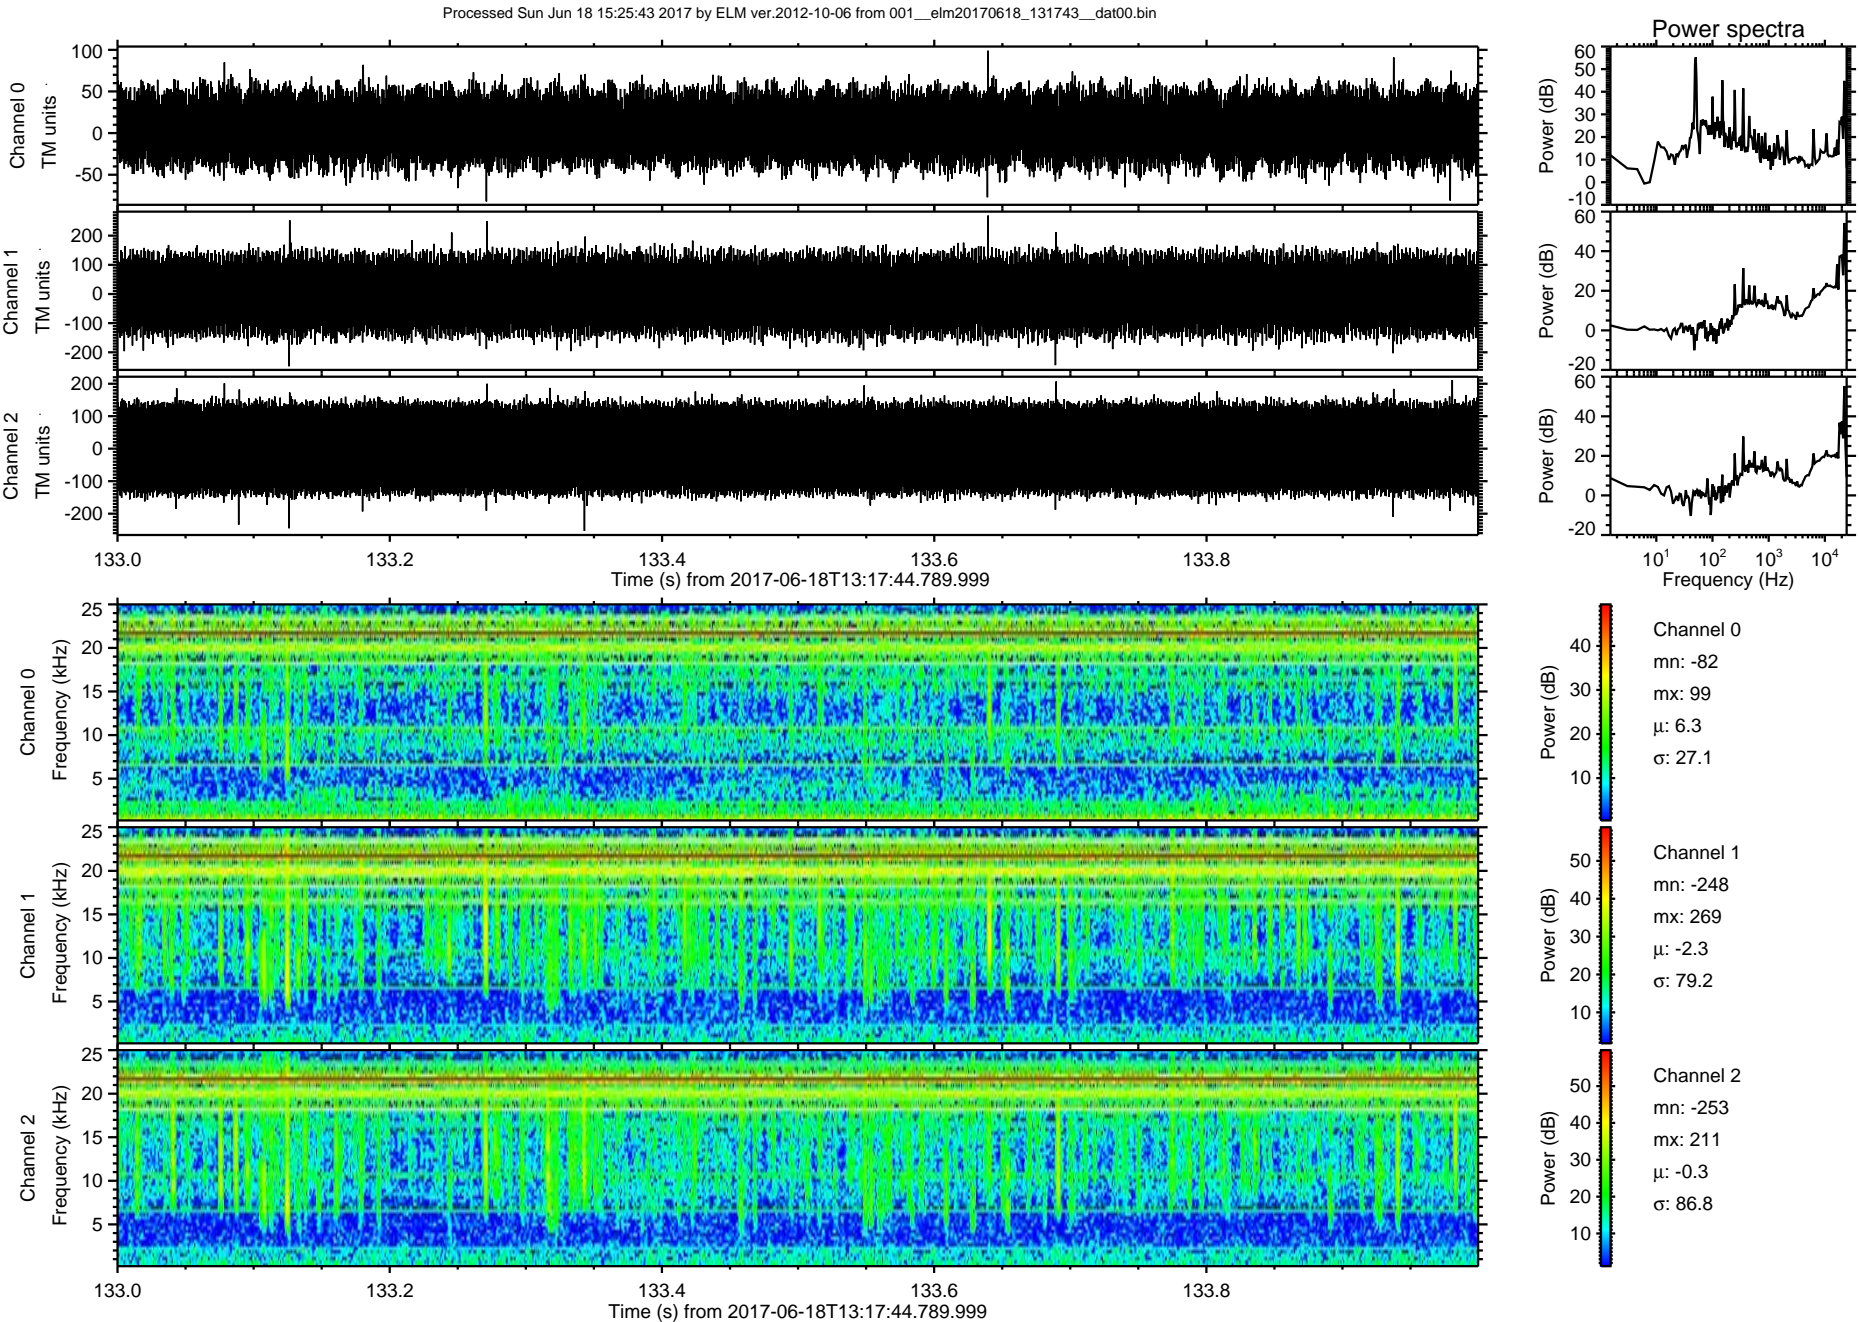 Processed Sun Jun 18 15:25:43 2017 by ELM ver.2012-10-06 from 001__elm20170618_131743__dat00.bin
Power spectra
Channel 0
TM units
100
50
0
-50
Power (dB)
60
50
40
30
20
10
0
-10
Channel 1
TM units
200
100
0
-100
-200
Power (dB)
60
40
20
0
-20
Channel 2
TM units
200
100
0
-100
-200
Power (dB)
60
40
20
0
-20
133.0 133.2 133.4 133.6 133.8
Time (s) from 2017-06-18T13:17:44.789.999
10^1 10^2 10^3 10^4
Frequency (Hz)
Channel 0
Frequency (kHz)
25
20
15
10
5
Power (dB)
40
30
20
10
Channel 0
mn: -82
mx: 99
μ: 6.3
σ: 27.1
Channel 1
Frequency (kHz)
25
20
15
10
5
Power (dB)
50
40
30
20
10
Channel 1
mn: -248
mx: 269
μ: -2.3
σ: 79.2
Channel 2
Frequency (kHz)
25
20
15
10
5
Power (dB)
50
40
30
20
10
Channel 2
mn: -253
mx: 211
μ: -0.3
σ: 86.8
133.0 133.2 133.4 133.6 133.8
Time (s) from 2017-06-18T13:17:44.789.999